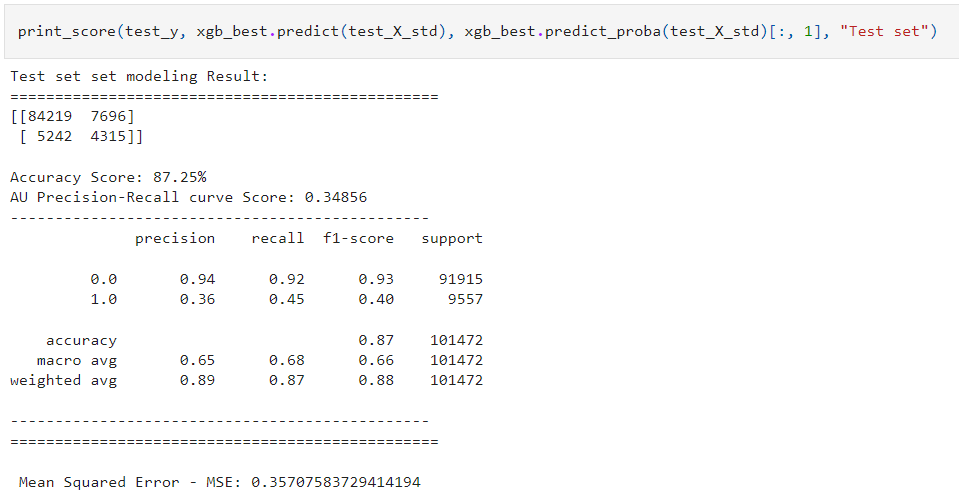 print_score(test_y, xgb_best.predict(test_X_std), xgb_best.predict_proba(test_X_std)[:, 1], "Test set")
Test set set modeling Result:
================================================
[[84219  7696]
 [ 5242  4315]]
Accuracy Score: 87.25%
AU Precision-Recall curve Score: 0.34856
-----------------------------------------------
              precision    recall  f1-score   support
         0.0       0.94      0.92      0.93     91915
         1.0       0.36      0.45      0.40      9557
    accuracy                           0.87    101472
   macro avg       0.65      0.68      0.66    101472
weighted avg       0.89      0.87      0.88    101472
-----------------------------------------------
================================================
 Mean Squared Error - MSE: 0.35707583729414194